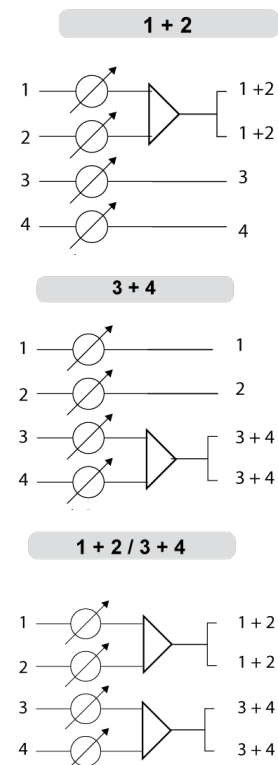 1 + 2
1 1 +2
2 1 +2
3 3
4 4
3 + 4
1 1
2 2
3 3 + 4
4 3 + 4
1 + 2 / 3 + 4
1 1 + 2
2 1 + 2
3 3 + 4
4 3 + 4